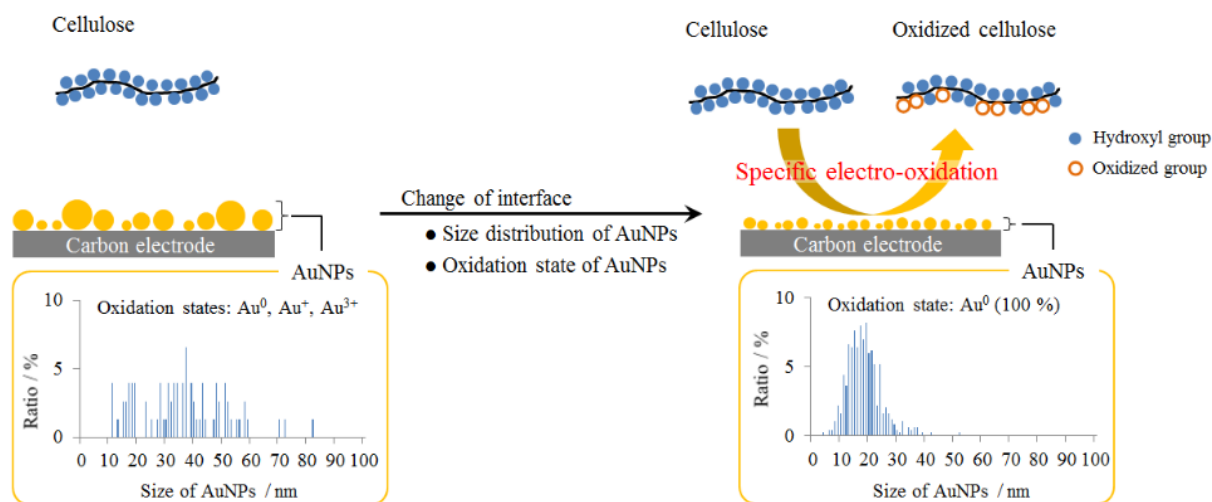 Cellulose
Cellulose
Oxidized cellulose
Hydroxyl group
Oxidized group
Specific electro-oxidation
Change of interface
● Size distribution of AuNPs
● Oxidation state of AuNPs
Carbon electrode
AuNPs
Oxidation states: Au⁰, Au⁺, Au³⁺
10
5
0
Ratio / %
0 10 20 30 40 50 60 70 80 90 100
Size of AuNPs / nm
Carbon electrode
AuNPs
Oxidation state: Au⁰ (100 %)
10
5
0
Ratio / %
0 10 20 30 40 50 60 70 80 90 100
Size of AuNPs / nm